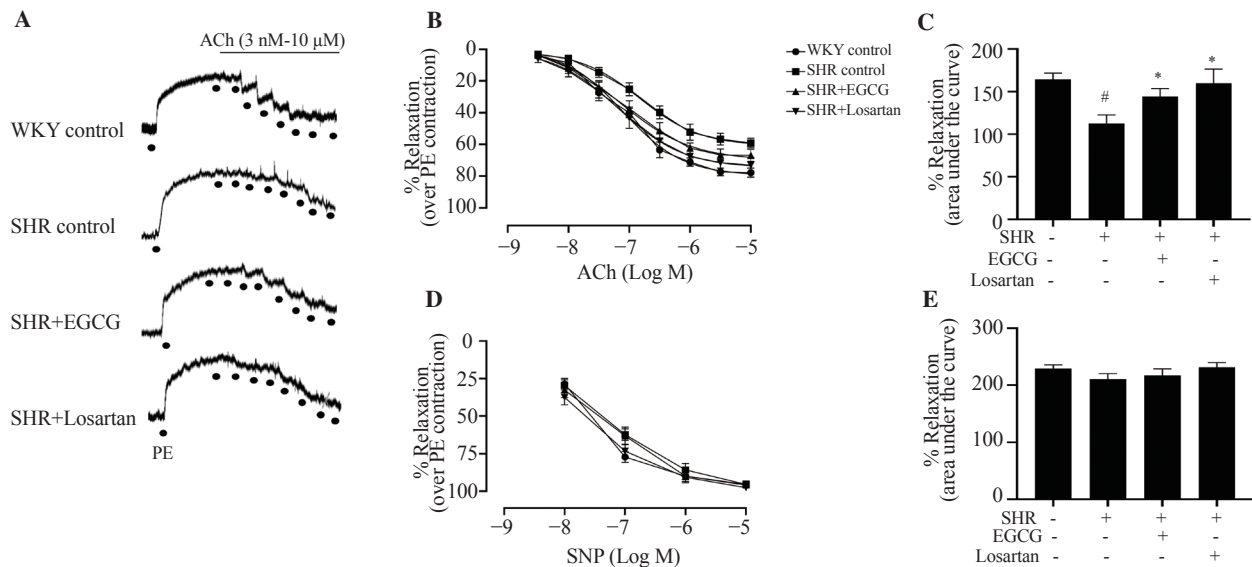 A
ACh (3 nM-10 μM)
WKY control
SHR control
SHR+EGCG
SHR+Losartan
PE
B
0
20
40
60
80
100
% Relaxation
(over PE contraction)
−9
−8
−7
−6
−5
ACh (Log M)
WKY control
SHR control
SHR+EGCG
SHR+Losartan
C
200
150
100
50
0
% Relaxation
(area under the curve)
*
*
#
SHR - + + +
EGCG - - + -
Losartan - - - +
D
0
25
50
75
100
% Relaxation
(over PE contraction)
−9
−8
−7
−6
−5
SNP (Log M)
E
300
200
100
0
% Relaxation
(area under the curve)
SHR - + + +
EGCG - - + -
Losartan - - - +